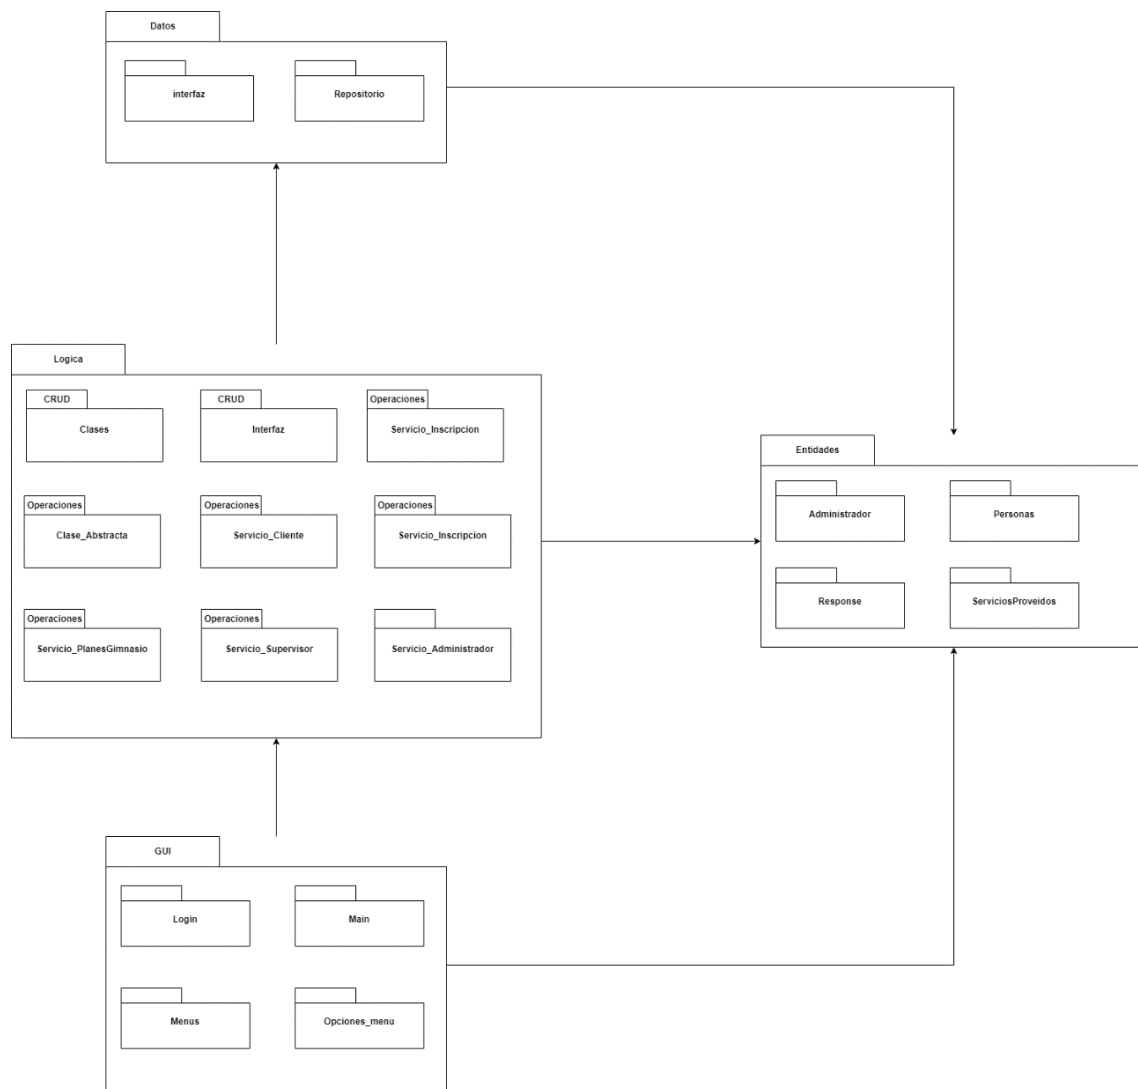 Datos
interfaz
Repositorio
Logica
CRUD
Clases
CRUD
Interfaz
Operaciones
Servicio_Inscripcion
Operaciones
Clase_Abstracta
Operaciones
Servicio_Cliente
Operaciones
Servicio_Inscripcion
Operaciones
Servicio_PlanesGimnasio
Operaciones
Servicio_Supervisor
Servicio_Administrador
Entidades
Administrador
Personas
Response
ServiciosProveidos
GUI
Login
Main
Menus
Opciones_menu